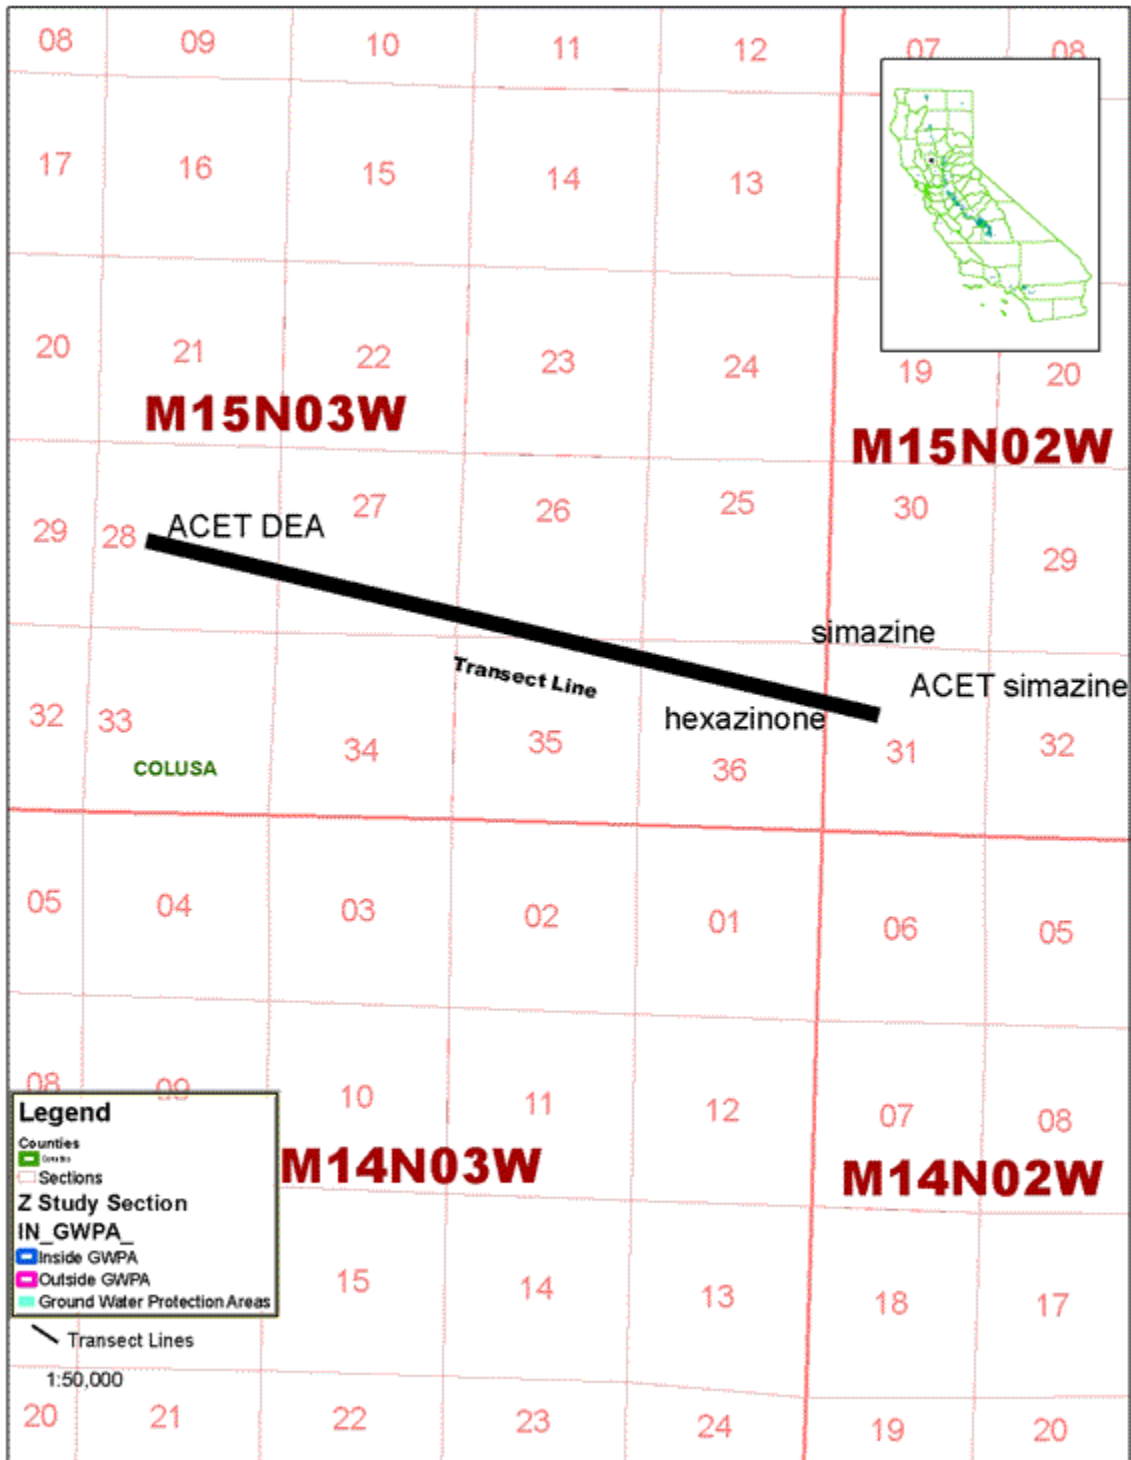 08 09 10 11 12 07 08
17 16 15 14 13
20 21 22 23 24 19 20
M15N03W
M15N02W
29 28 27 26 25 30 29
ACET DEA
simazine
Transect Line
ACET simazine
hexazinone
32 33 34 35 36 31 32
COLUSA
05 04 03 02 01 06 05
08 09 10 11 12 07 08
M14N03W
M14N02W
Legend
Counties
Sections
Z Study Section
IN_GWPA_
Inside GWPA
Outside GWPA
Ground Water Protection Areas
15 14 13 18 17
Transect Lines
1:50,000
20 21 22 23 24 19 20